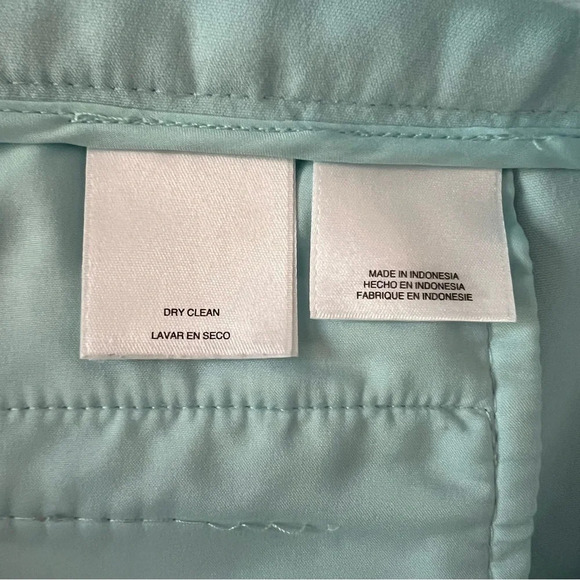 DRY CLEAN
LAVAR EN SECO
MADE IN INDONESIA
HECHO EN INDONESIA
FABRIQUE EN INDONESIE